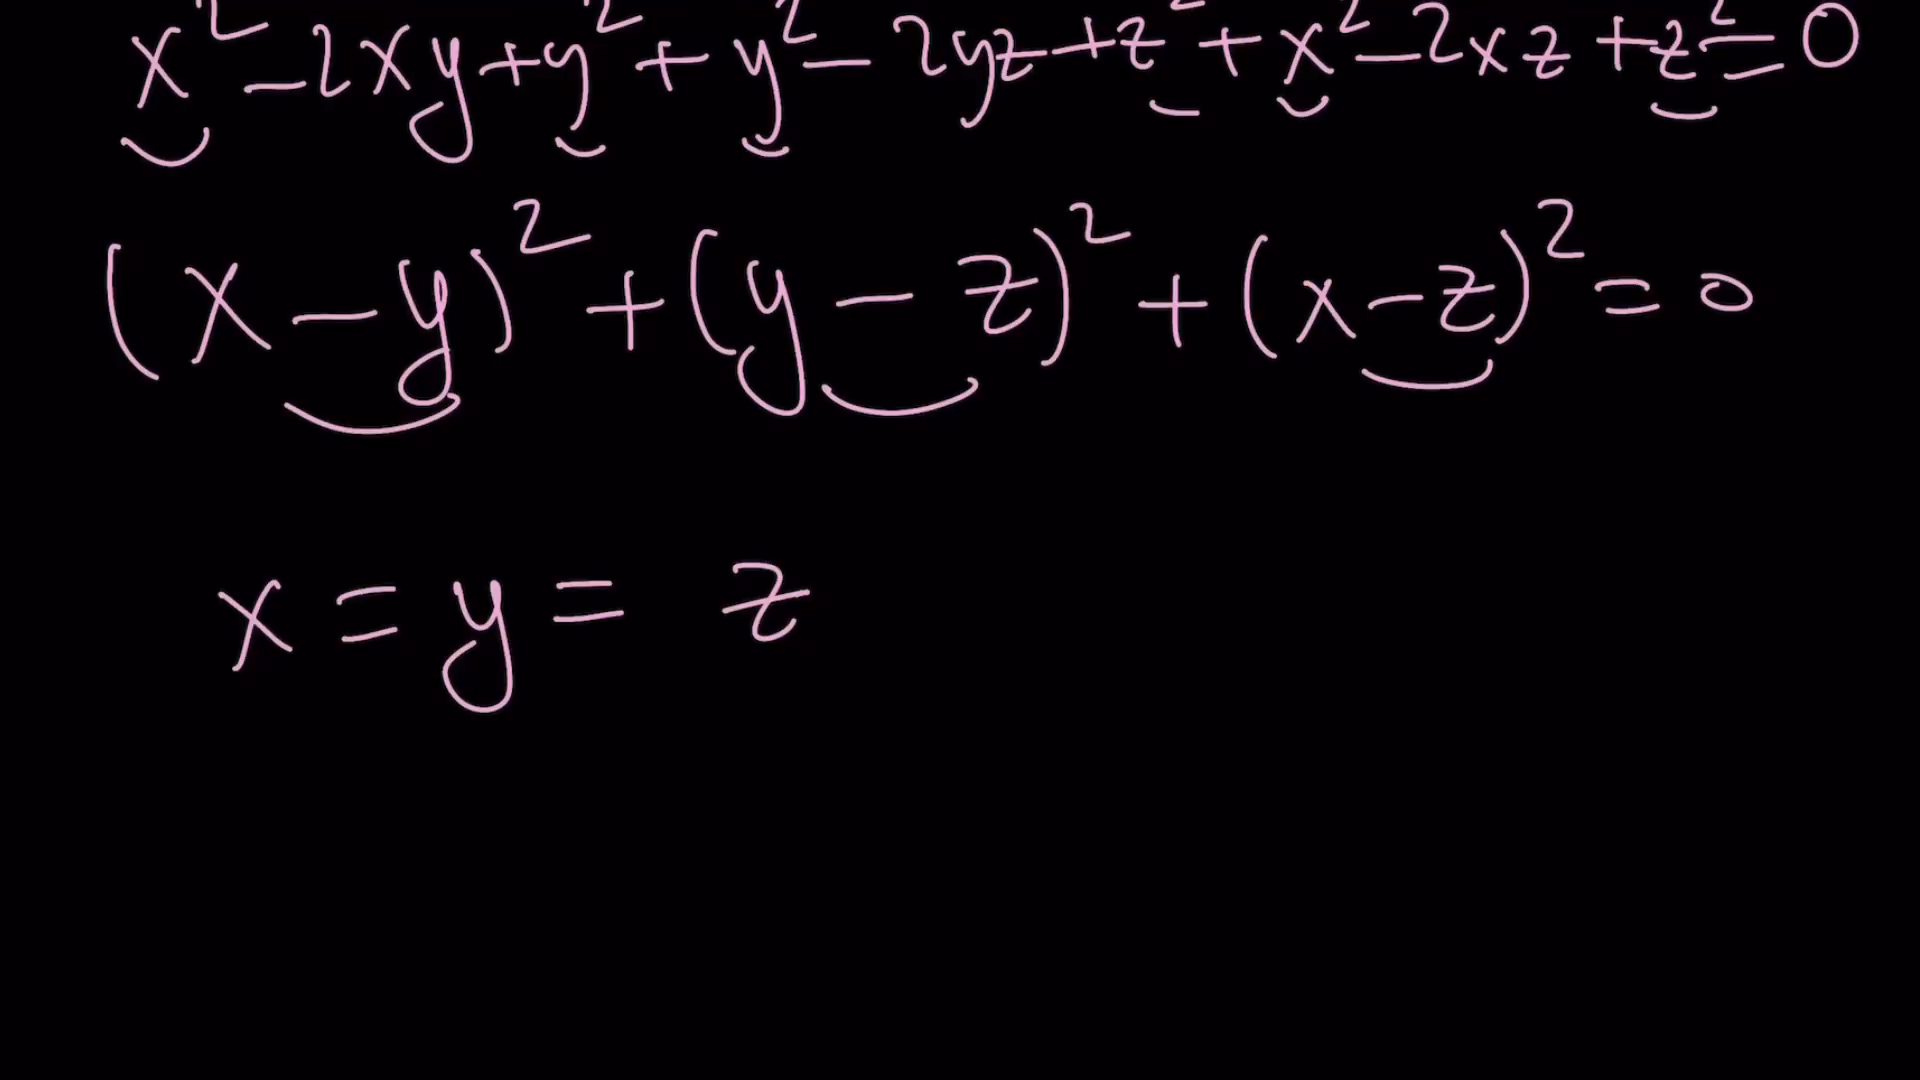 x² - 2xy + y² + y² - 2yz + z² + x² - 2xz + z² = 0
(x - y)² + (y - z)² + (x - z)² = 0
x = y = z